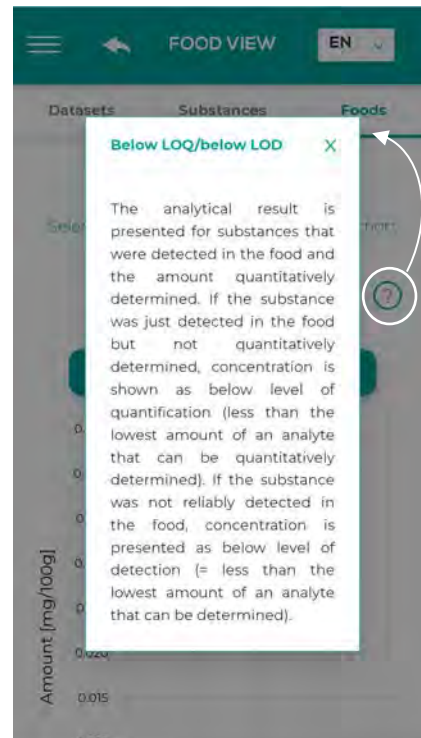 FOOD VIEW
EN
Datasets Substances Foods
Below LOQ/below LOD X
The analytical result is
presented for substances that
were detected in the food and
the amount quantitatively
determined. If the substance
was just detected in the food
but not quantitatively
determined, concentration is
shown as below level of
quantification (less than the
lowest amount of an analyte
that can be quantitatively
determined). If the substance
was not reliably detected in
the food, concentration is
presented as below level of
detection (= less than the
lowest amount of an analyte
that can be determined).
?
Amount [mg/100g]
0.020
0.015